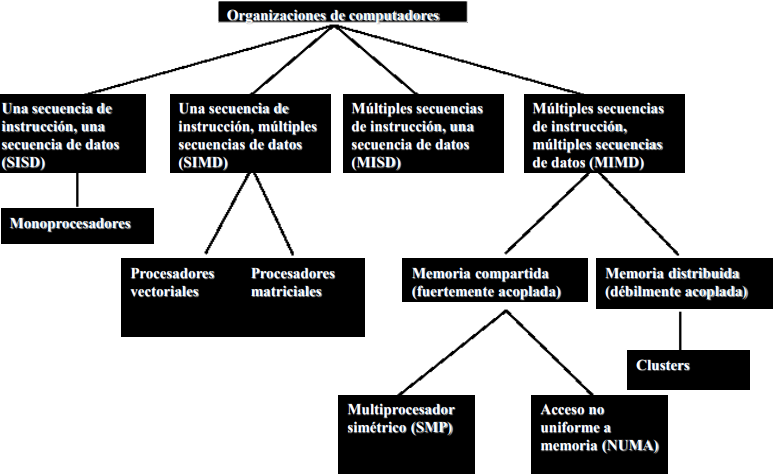 Organizaciones de computadores
Una secuencia de
instrucción, una
secuencia de datos
(SISD)
Una secuencia de
instrucción, múltiples
secuencias de datos
(SIMD)
Múltiples secuencias
de instrucción, una
secuencia de datos
(MISD)
Múltiples secuencias
de instrucción,
múltiples secuencias
de datos (MIMD)
Monoprocesadores
Procesadores
vectoriales
Procesadores
matriciales
Memoria compartida
(fuertemente acoplada)
Memoria distribuida
(débilmente acoplada)
Clusters
Multiprocesador
simétrico (SMP)
Acceso no
uniforme a
memoria (NUMA)